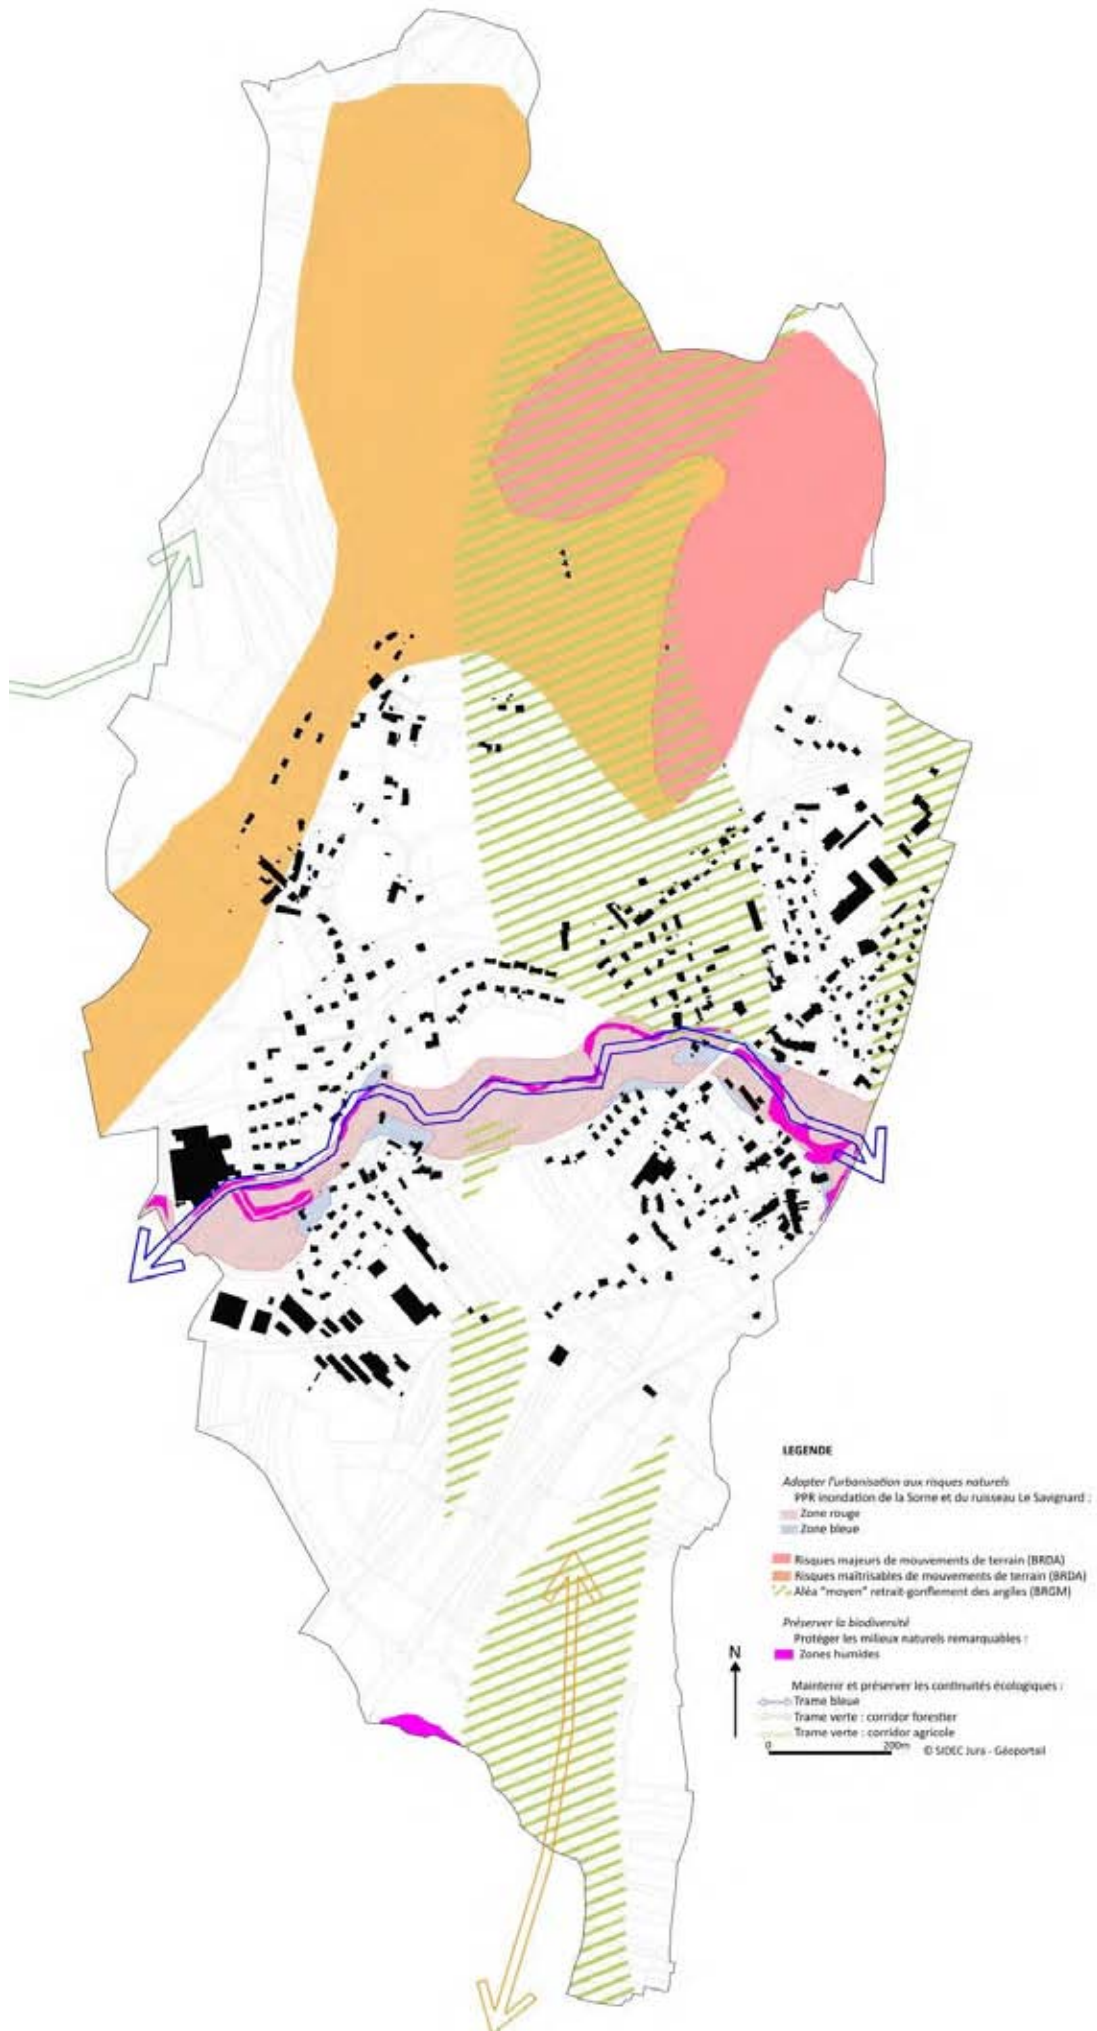 LEGENDE
Adapter l'urbanisation aux risques naturels
PPR inondation de la Sorne et du ruisseau Le Savignard :
Zone rouge
Zone bleue
Risques majeurs de mouvements de terrain (BRDA)
Risques maîtrisables de mouvements de terrain (BRDA)
Aléa "moyen" retrait-gonflement des argiles (BRGM)
Préserver la biodiversité
Protéger les milieux naturels remarquables :
Zones humides
N
Maintenir et préserver les continuités écologiques :
Trame bleue
Trame verte : corridor forestier
Trame verte : corridor agricole
0 200m © SIDEC Jura - Géoportail